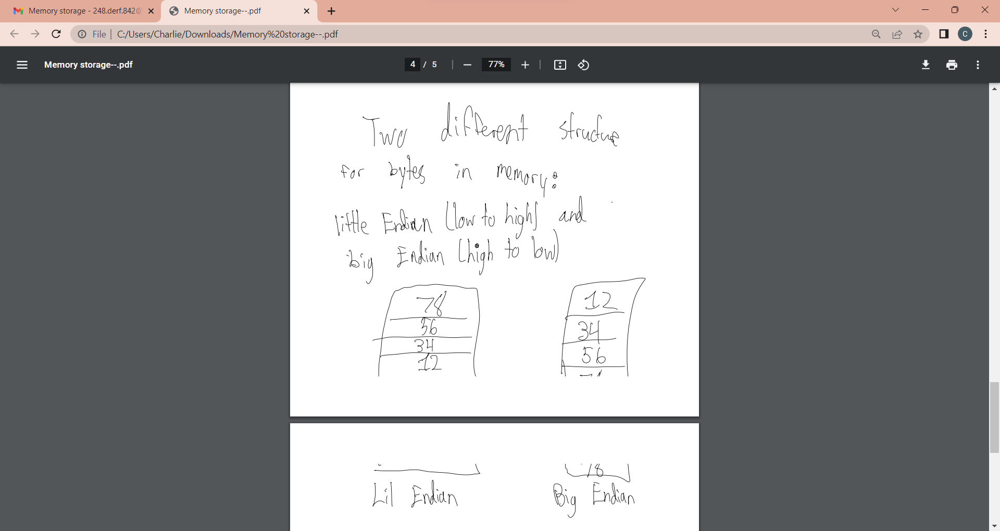 Memory storage - 248.derf.842@
Memory storage--.pdf
File | C:/Users/Charlie/Downloads/Memory%20storage--.pdf
C
Memory storage--.pdf
4 / 5
77%
Two different structure
for bytes in memory:
little Endian (low to high) and
big Endian (high to low)
78
56
34
12
12
34
56
78
Lil Endian
Big Endian